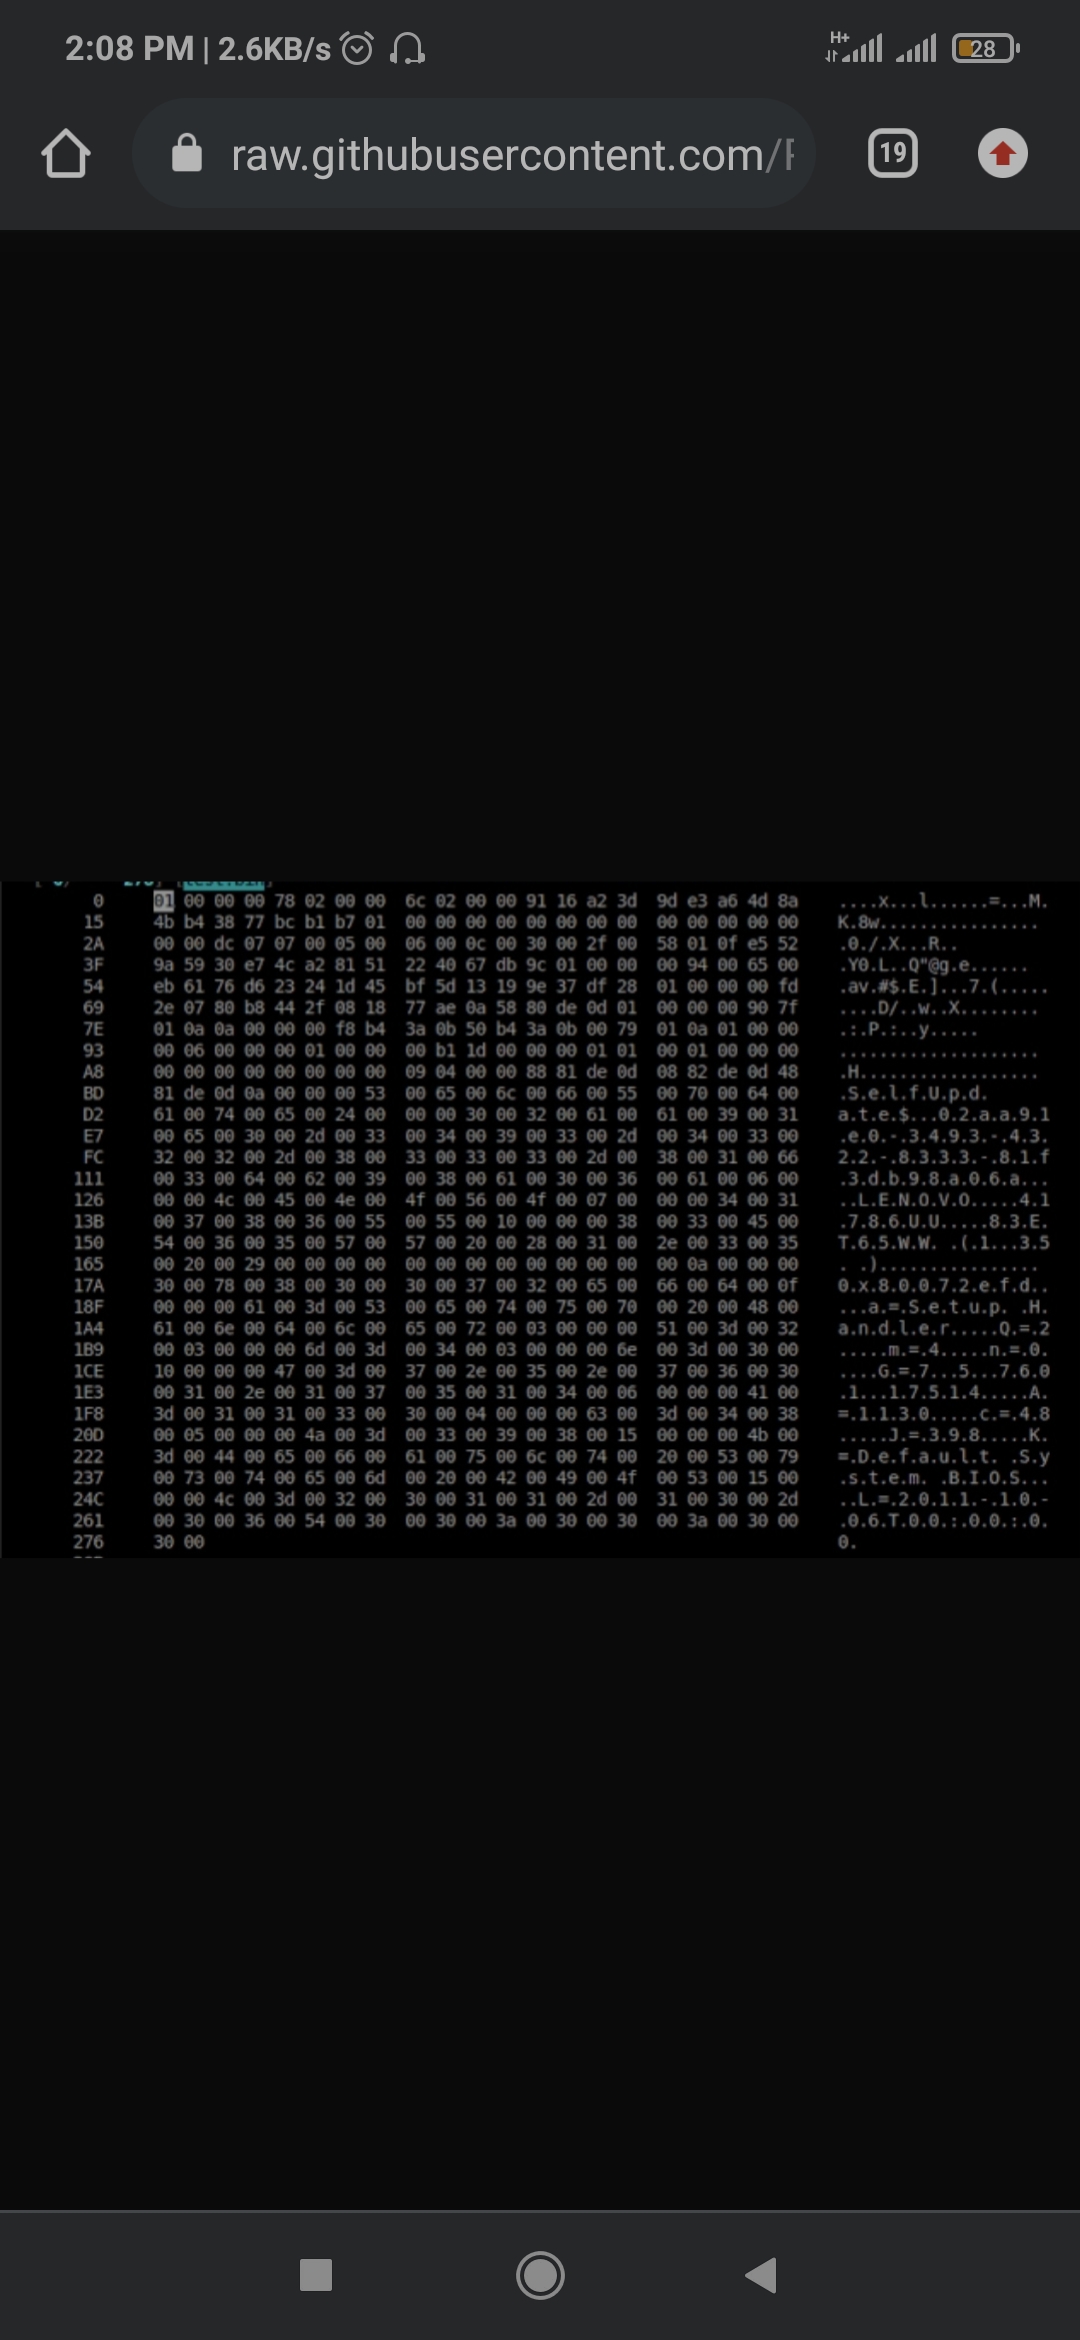 2:08 PM | 2.6KB/s H+ 28
raw.githubusercontent.com/ 19
0 01 00 00 00 78 02 00 00 6c 02 00 00 91 16 a2 3d 9d e3 a6 4d 8a ....x...l......=...M.
15 4b b4 38 77 bc b1 b7 01 00 00 00 00 00 00 00 00 00 00 00 00 00 K.8w................
2A 00 00 dc 07 07 00 05 00 06 00 0c 00 30 00 2f 00 58 01 0f e5 52 .0./.X...R..
3F 9a 59 30 e7 4c a2 81 51 22 40 67 db 9c 01 00 00 00 94 00 65 00 .Y0.L..Q"@g.e......
54 eb 61 76 d6 23 24 1d 45 bf 5d 13 19 9e 37 df 28 01 00 00 00 fd .av.#$.E.]...7.(.....
69 2e 07 80 b8 44 2f 08 18 77 ae 0a 58 80 de 0d 01 00 00 00 90 7f ....D/..w..X........
7E 01 0a 0a 00 00 00 f8 b4 3a 0b 50 b4 3a 0b 00 79 01 0a 01 00 00 .:.P.:..y.....
93 00 06 00 00 00 01 00 00 00 b1 1d 00 00 00 01 01 00 01 00 00 00 ....................
A8 00 00 00 00 00 00 00 00 09 04 00 00 88 81 de 0d 08 82 de 0d 48 .H..................
BD 81 de 0d 0a 00 00 00 53 00 65 00 6c 00 66 00 55 00 70 00 64 00 .S.e.l.f.U.p.d.
D2 61 00 74 00 65 00 24 00 00 00 30 00 32 00 61 00 61 00 39 00 31 a.t.e.$...0.2.a.a.9.1
E7 00 65 00 30 00 2d 00 33 00 34 00 39 00 33 00 2d 00 34 00 33 00 .e.0.-.3.4.9.3.-.4.3.
FC 32 00 32 00 2d 00 38 00 33 00 33 00 33 00 2d 00 38 00 31 00 66 2.2.-.8.3.3.3.-.8.1.f
111 00 33 00 64 00 62 00 39 00 38 00 61 00 30 00 36 00 61 00 06 00 .3.d.b.9.8.a.0.6.a...
126 00 00 4c 00 45 00 4e 00 4f 00 56 00 4f 00 07 00 00 00 34 00 31 ..L.E.N.O.V.O.....4.1
13B 00 37 00 38 00 36 00 55 00 55 00 10 00 00 00 38 00 33 00 45 00 .7.8.6.U.U.....8.3.E.
150 54 00 36 00 35 00 57 00 57 00 20 00 28 00 31 00 2e 00 33 00 35 T.6.5.W.W. .(.1...3.5
165 00 20 00 29 00 00 00 00 00 00 00 00 00 00 00 00 00 0a 00 00 00 . .)................
17A 30 00 78 00 38 00 30 00 30 00 37 00 32 00 65 00 66 00 64 00 0f 0.x.8.0.0.7.2.e.f.d..
18F 00 00 00 61 00 3d 00 53 00 65 00 74 00 75 00 70 00 20 00 48 00 ...a.=.S.e.t.u.p. .H.
1A4 61 00 6e 00 64 00 6c 00 65 00 72 00 03 00 00 00 51 00 3d 00 32 a.n.d.l.e.r.....Q.=.2
1B9 00 03 00 00 00 6d 00 3d 00 34 00 03 00 00 00 6e 00 3d 00 30 00 .....m.=.4.....n.=.0.
1CE 10 00 00 00 47 00 3d 00 37 00 2e 00 35 00 2e 00 37 00 36 00 30 ....G.=.7...5...7.6.0
1E3 00 31 00 2e 00 31 00 37 00 35 00 31 00 34 00 06 00 00 00 41 00 .1...1.7.5.1.4.....A.
1F8 3d 00 31 00 31 00 33 00 30 00 04 00 00 00 63 00 3d 00 34 00 38 =.1.1.3.0.....c.=.4.8
20D 00 05 00 00 00 4a 00 3d 00 33 00 39 00 38 00 15 00 00 00 4b 00 .....J.=.3.9.8.....K.
222 3d 00 44 00 65 00 66 00 61 00 75 00 6c 00 74 00 20 00 53 00 79 =.D.e.f.a.u.l.t. .S.y
237 00 73 00 74 00 65 00 6d 00 20 00 42 00 49 00 4f 00 53 00 15 00 .s.t.e.m. .B.I.O.S...
24C 00 00 4c 00 3d 00 32 00 30 00 31 00 31 00 2d 00 31 00 30 00 2d ..L.=.2.0.1.1.-.1.0.-
261 00 30 00 36 00 54 00 30 00 30 00 3a 00 30 00 30 00 3a 00 30 00 .0.6.T.0.0.:.0.0.:.0.
276 30 00 0.